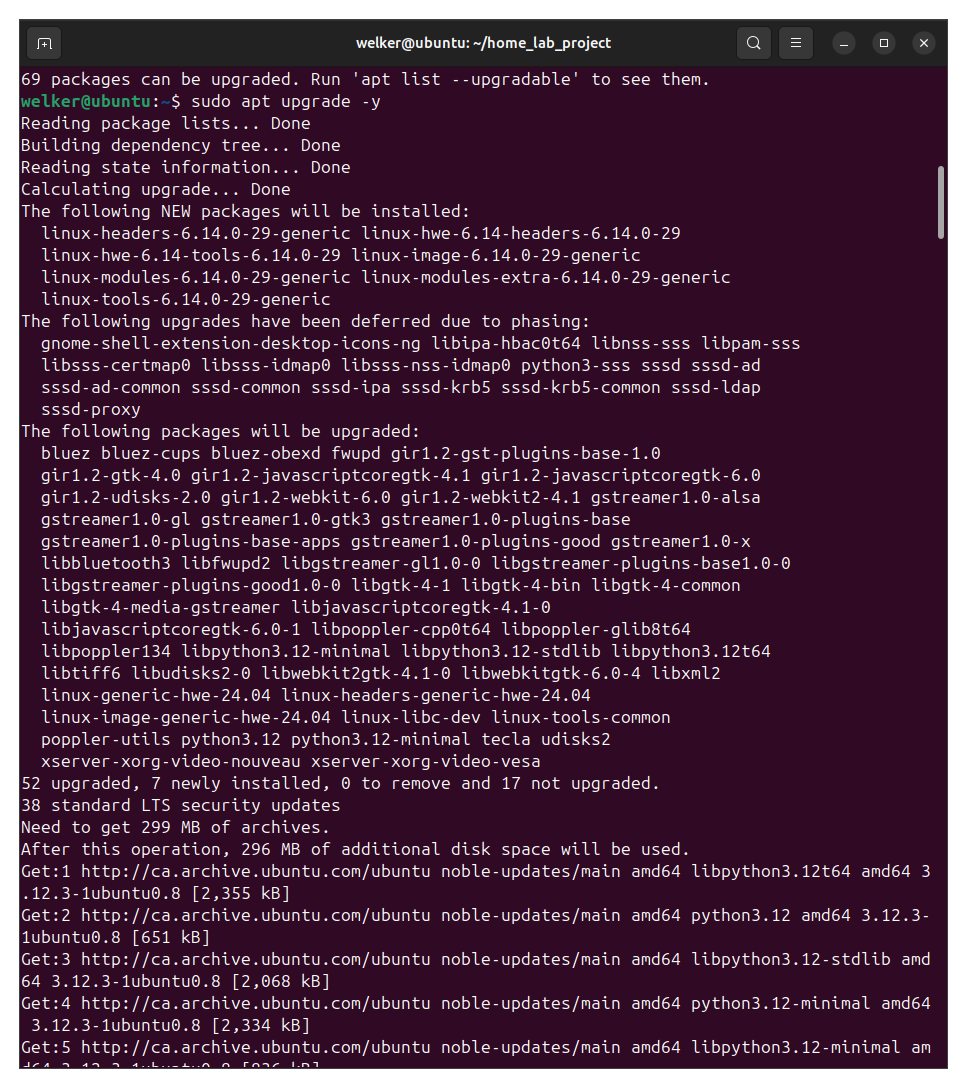 welker@ubuntu: ~/home_lab_project
69 packages can be upgraded. Run 'apt list --upgradable' to see them.
welker@ubuntu:~$ sudo apt upgrade -y
Reading package lists... Done
Building dependency tree... Done
Reading state information... Done
Calculating upgrade... Done
The following NEW packages will be installed:
  linux-headers-6.14.0-29-generic linux-hwe-6.14-headers-6.14.0-29
  linux-hwe-6.14-tools-6.14.0-29 linux-image-6.14.0-29-generic
  linux-modules-6.14.0-29-generic linux-modules-extra-6.14.0-29-generic
  linux-tools-6.14.0-29-generic
The following upgrades have been deferred due to phasing:
  gnome-shell-extension-desktop-icons-ng libipa-hbac0t64 libnss-sss libpam-sss
  libsss-certmap0 libsss-idmap0 libsss-nss-idmap0 python3-sss sssd sssd-ad
  sssd-ad-common sssd-common sssd-ipa sssd-krb5 sssd-krb5-common sssd-ldap
  sssd-proxy
The following packages will be upgraded:
  bluez bluez-cups bluez-obexd fwupd gir1.2-gst-plugins-base-1.0
  gir1.2-gtk-4.0 gir1.2-javascriptcoregtk-4.1 gir1.2-javascriptcoregtk-6.0
  gir1.2-udisks-2.0 gir1.2-webkit-6.0 gir1.2-webkit2-4.1 gstreamer1.0-alsa
  gstreamer1.0-gl gstreamer1.0-gtk3 gstreamer1.0-plugins-base
  gstreamer1.0-plugins-base-apps gstreamer1.0-plugins-good gstreamer1.0-x
  libbluetooth3 libfwupd2 libgstreamer-gl1.0-0 libgstreamer-plugins-base1.0-0
  libgstreamer-plugins-good1.0-0 libgtk-4-1 libgtk-4-bin libgtk-4-common
  libgtk-4-media-gstreamer libjavascriptcoregtk-4.1-0
  libjavascriptcoregtk-6.0-1 libpoppler-cpp0t64 libpoppler-glib8t64
  libpoppler134 libpython3.12-minimal libpython3.12-stdlib libpython3.12t64
  libtiff6 libudisks2-0 libwebkit2gtk-4.1-0 libwebkitgtk-6.0-4 libxml2
  linux-generic-hwe-24.04 linux-headers-generic-hwe-24.04
  linux-image-generic-hwe-24.04 linux-libc-dev linux-tools-common
  poppler-utils python3.12 python3.12-minimal tecla udisks2
  xserver-xorg-video-nouveau xserver-xorg-video-vesa
52 upgraded, 7 newly installed, 0 to remove and 17 not upgraded.
38 standard LTS security updates
Need to get 299 MB of archives.
After this operation, 296 MB of additional disk space will be used.
Get:1 http://ca.archive.ubuntu.com/ubuntu noble-updates/main amd64 libpython3.12t64 amd64 3
.12.3-1ubuntu0.8 [2,355 kB]
Get:2 http://ca.archive.ubuntu.com/ubuntu noble-updates/main amd64 python3.12 amd64 3.12.3-
1ubuntu0.8 [651 kB]
Get:3 http://ca.archive.ubuntu.com/ubuntu noble-updates/main amd64 libpython3.12-stdlib amd
64 3.12.3-1ubuntu0.8 [2,068 kB]
Get:4 http://ca.archive.ubuntu.com/ubuntu noble-updates/main amd64 python3.12-minimal amd64
 3.12.3-1ubuntu0.8 [2,334 kB]
Get:5 http://ca.archive.ubuntu.com/ubuntu noble-updates/main amd64 libpython3.12-minimal am